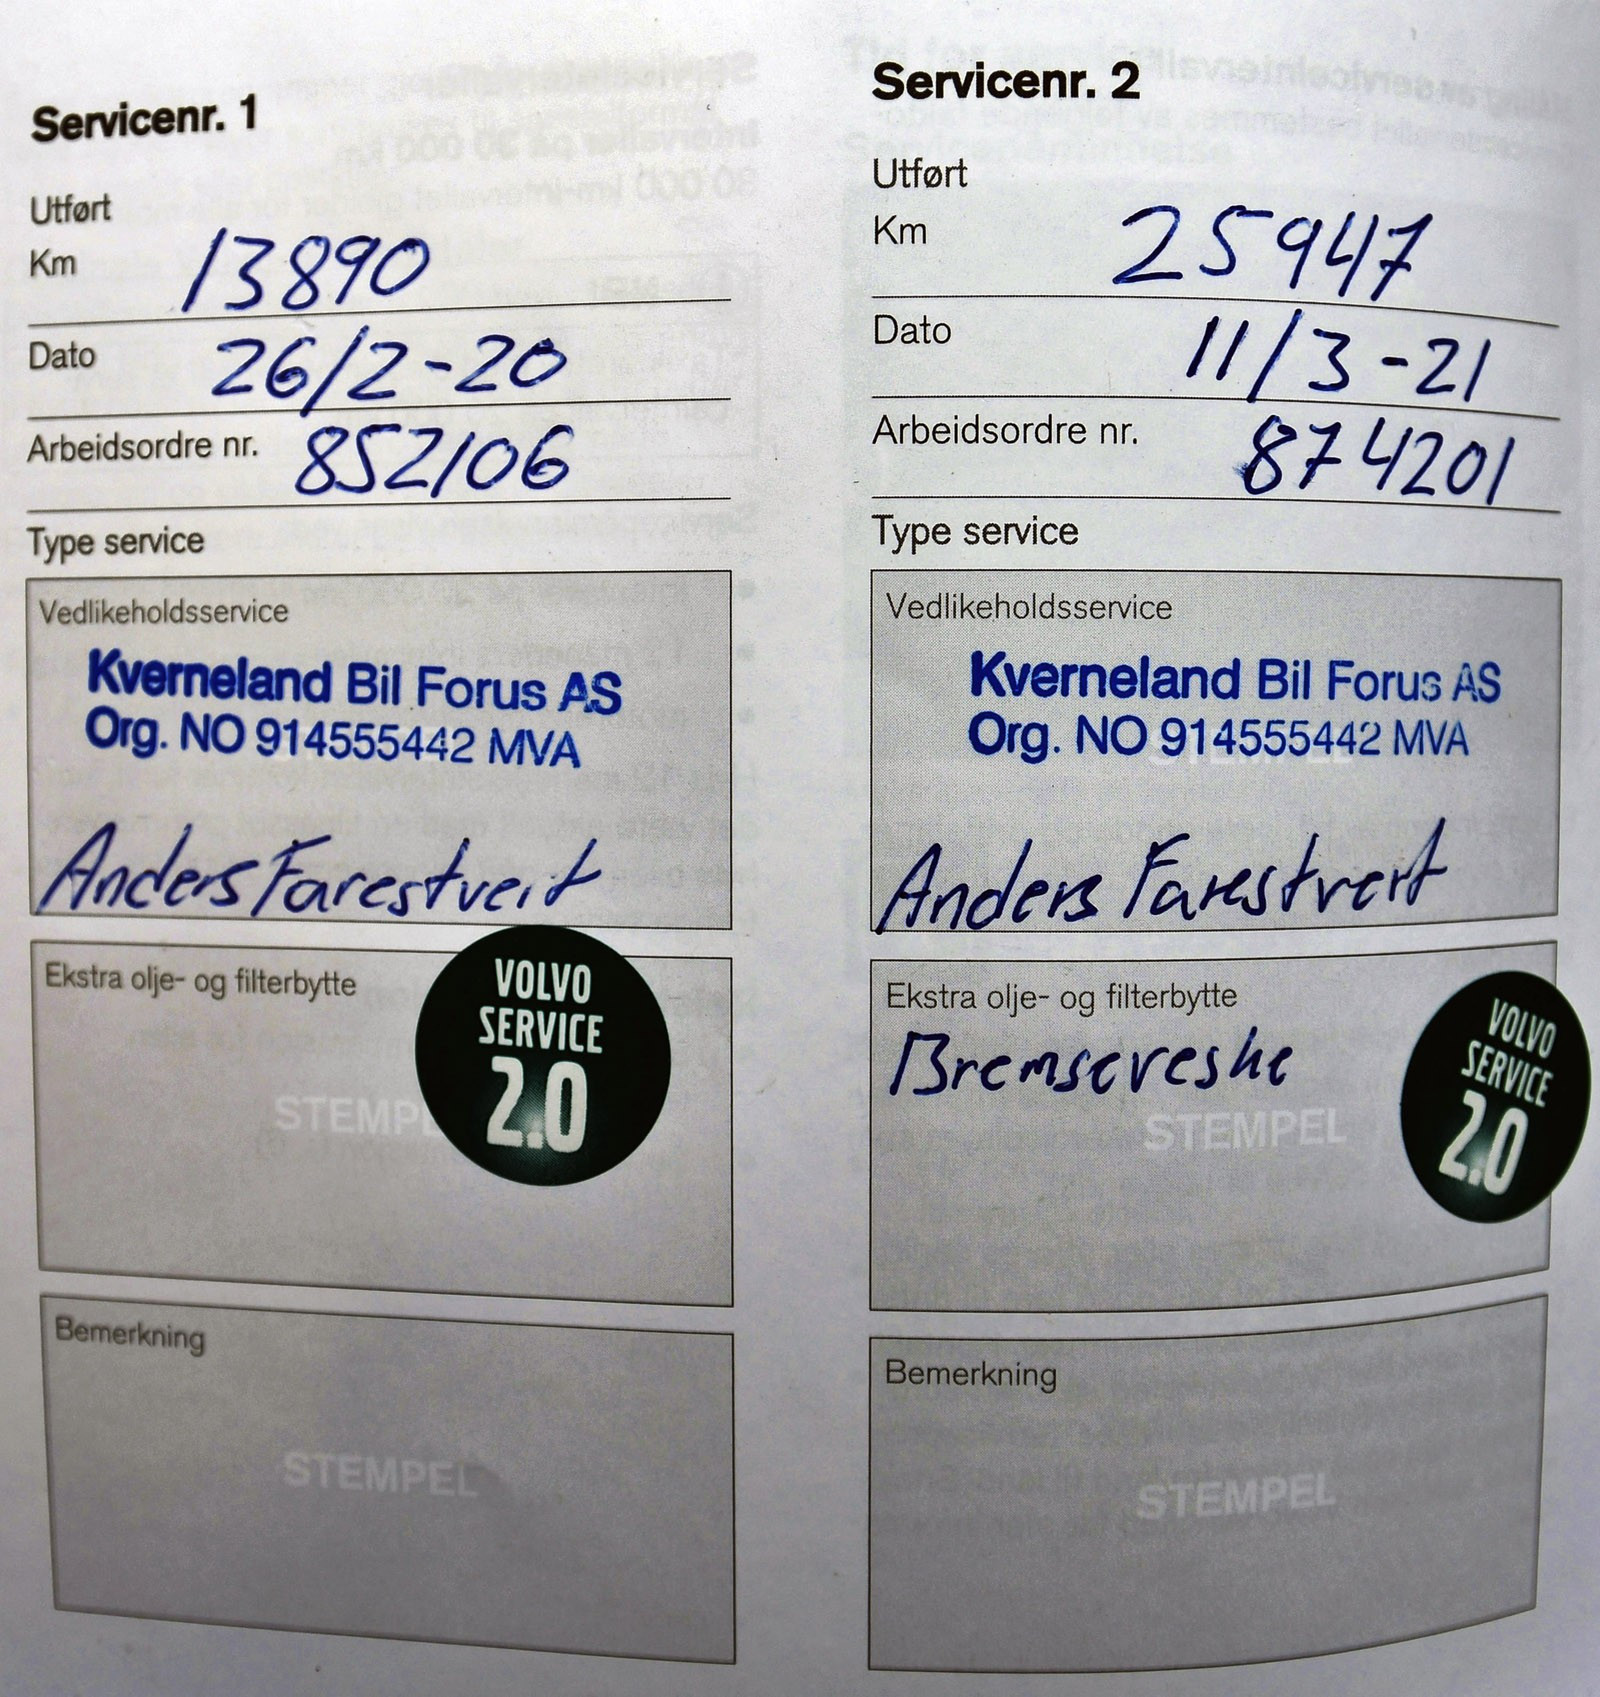 Servicenr. 1
Utført
Km 13890
Dato 26/2-20
Arbeidsordre nr. 852106
Type service
Vedlikeholdsservice
Kverneland Bil Forus AS
Org. NO 914555442 MVA
Anders Farestveit
Ekstra olje- og filterbytte
VOLVO
SERVICE
2.0
STEMPEL
Bemerkning
STEMPEL
Servicenr. 2
Utført
Km 25947
Dato 11/3-21
Arbeidsordre nr. 874201
Type service
Vedlikeholdsservice
Kverneland Bil Forus AS
Org. NO 914555442 MVA
STEMPEL
Anders Farestveit
Ekstra olje- og filterbytte
Bremseveske
VOLVO
SERVICE
2.0
STEMPEL
Bemerkning
STEMPEL